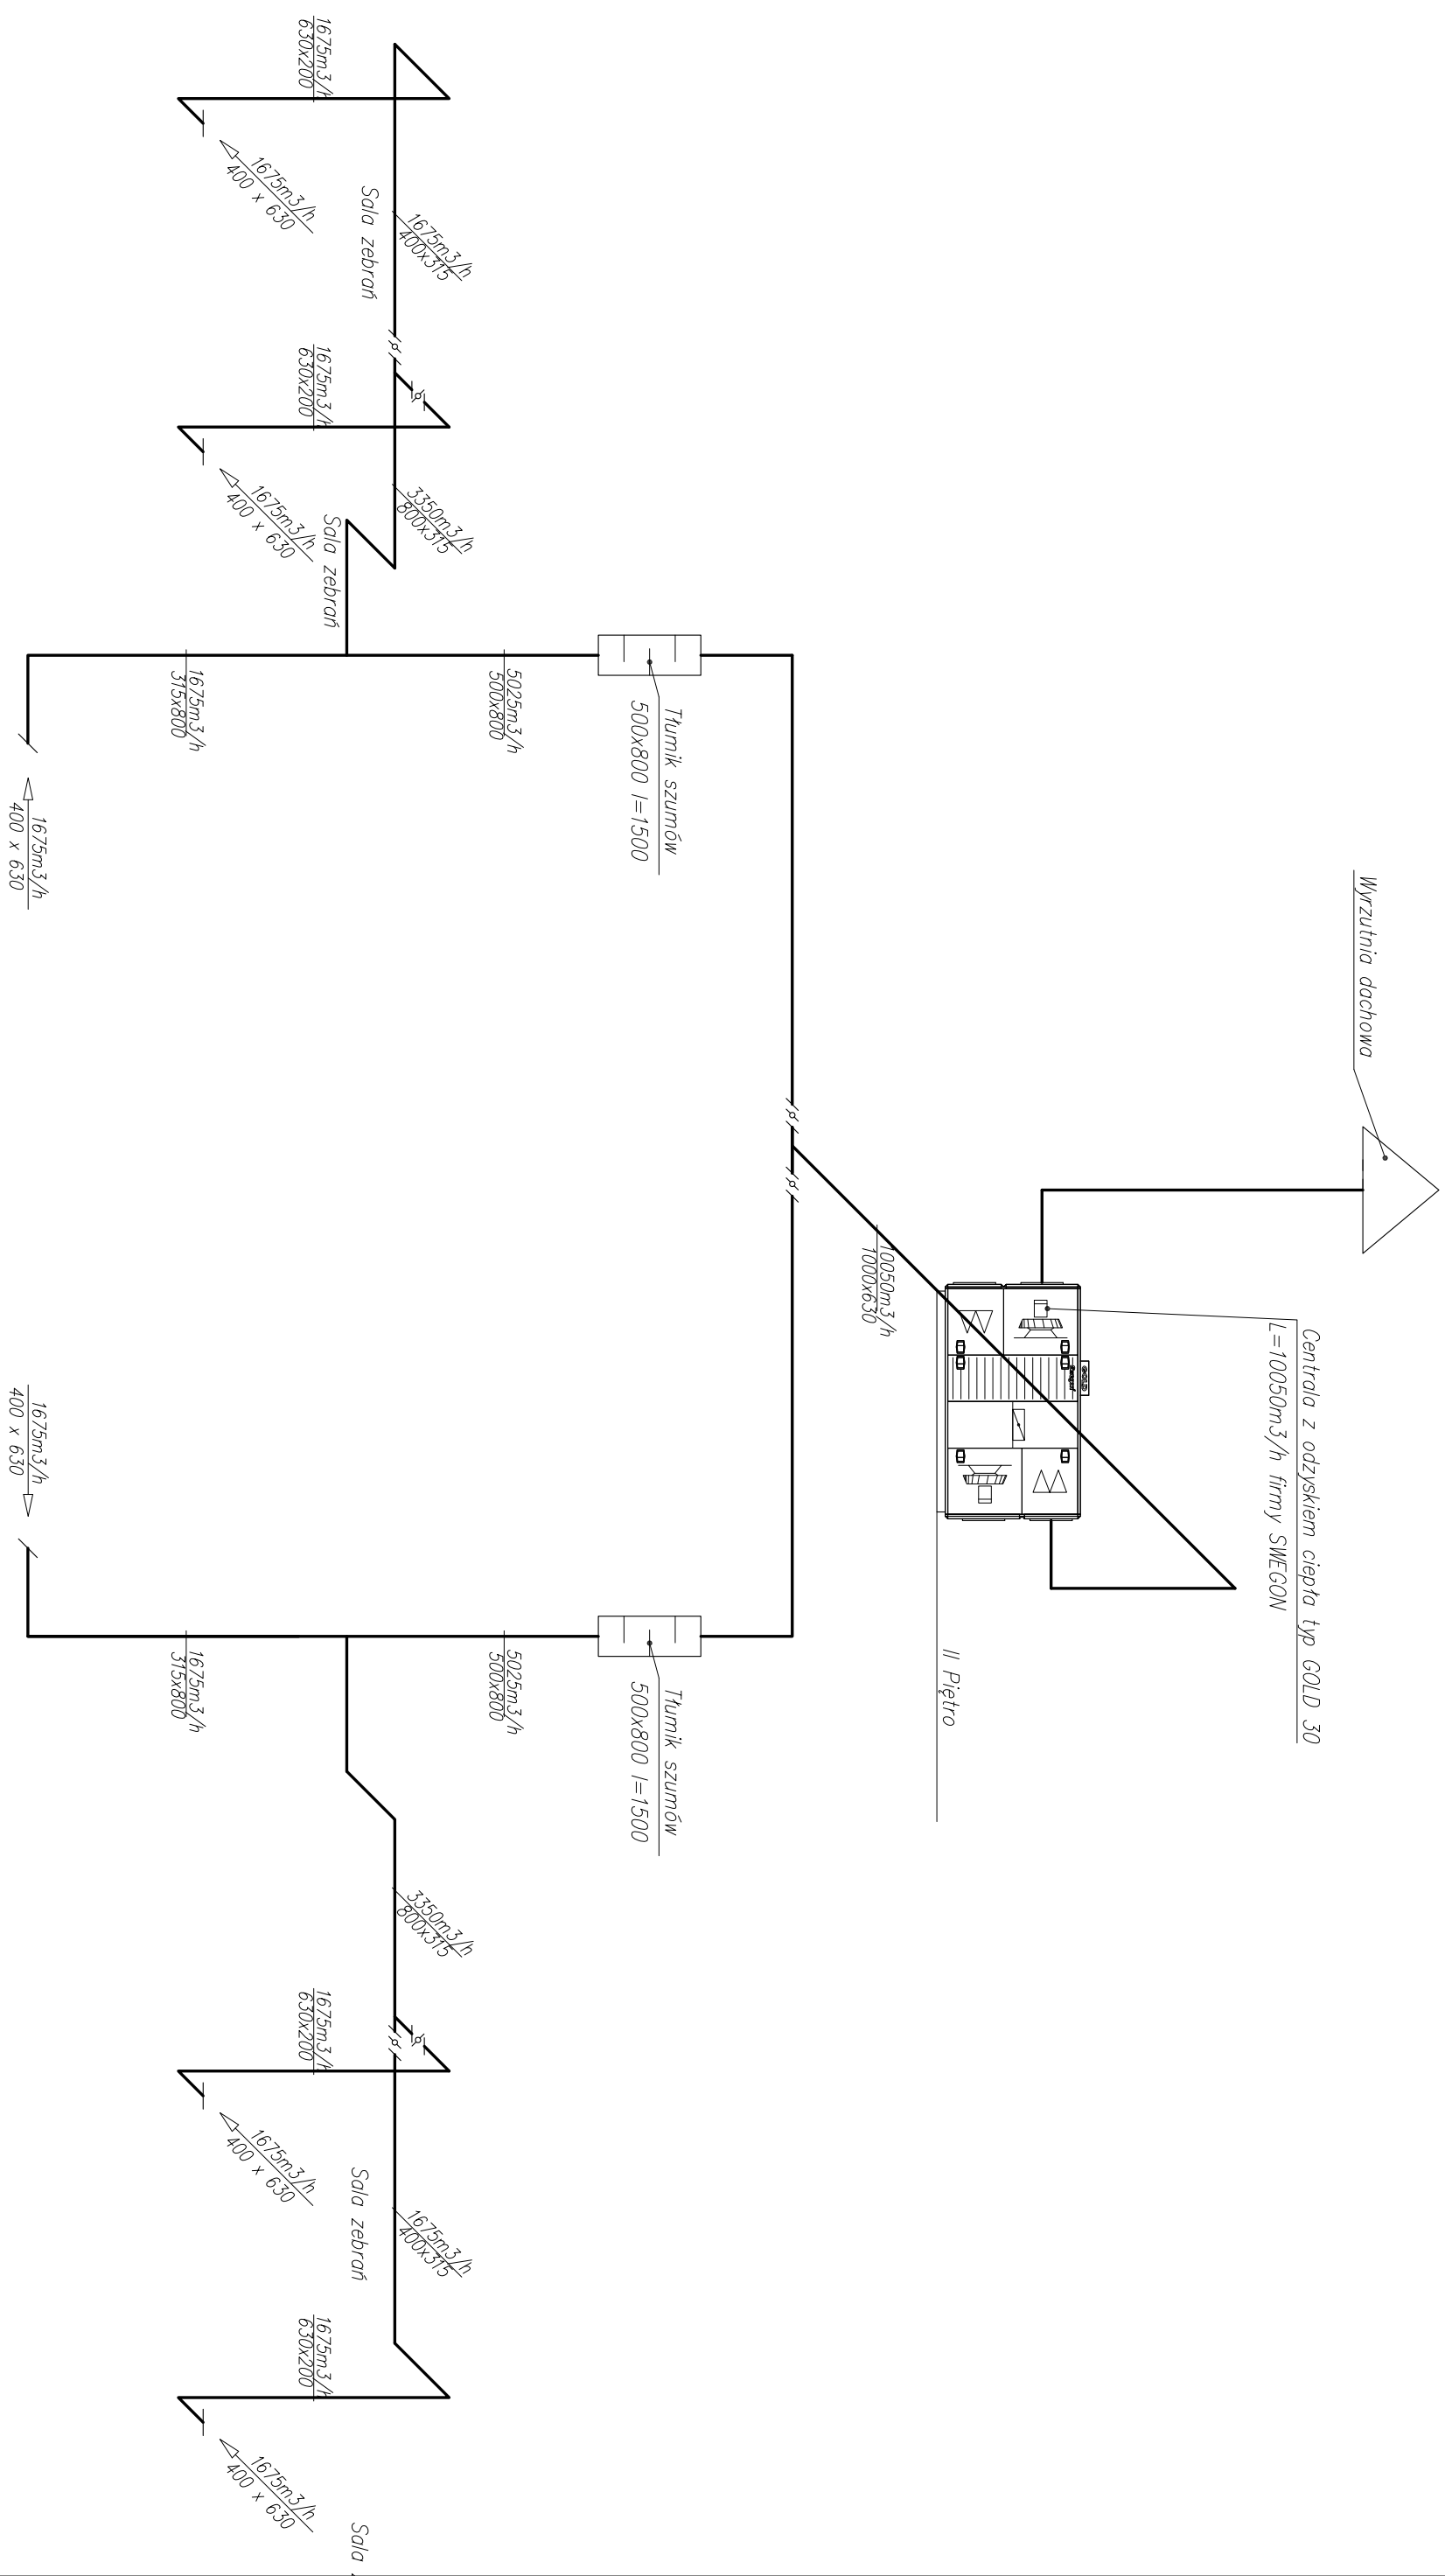 Wyrzutnia dachowa
Centrala z odzyskiem ciepła typ GOLD 30
L=10050m3/h firmy SWEGON
GOLD
II Piętro
10050m3/h
1000x630
Tłumik szumów
500x800 l=1500
Tłumik szumów
500x800 l=1500
5025m3/h
500x800
5025m3/h
500x800
1675m3/h
400x315
3350m3/h
800x315
3350m3/h
800x315
1675m3/h
400x315
Sala zebrań
Sala zebrań
Sala zebrań
Sala
1675m3/h
630x200
1675m3/h
630x200
1675m3/h
630x200
1675m3/h
630x200
1675m3/h
400 x 630
1675m3/h
400 x 630
1675m3/h
400 x 630
1675m3/h
400 x 630
1675m3/h
315x800
1675m3/h
315x800
1675m3/h
400 x 630
1675m3/h
400 x 630